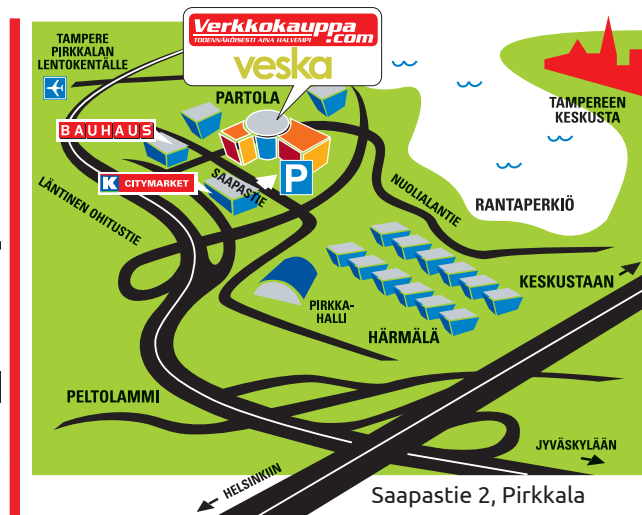 Verkkokauppa
.com
TODENNÄKÖISESTI AINA HALVEMPI
veska
TAMPERE
PIRKKALAN
LENTOKENTÄLLE
PARTOLA
TAMPEREEN
KESKUSTA
BAUHAUS
K CITYMARKET
SAAPASTIE
P
NUOLIALANTIE
RANTAPERKIÖ
LÄNTINEN OHITUSTIE
KESKUSTAAN
PIRKKA-
HALLI
HÄRMÄLÄ
PELTOLAMMI
JYVÄSKYLÄÄN
HELSINKIIN
Saapastie 2, Pirkkala